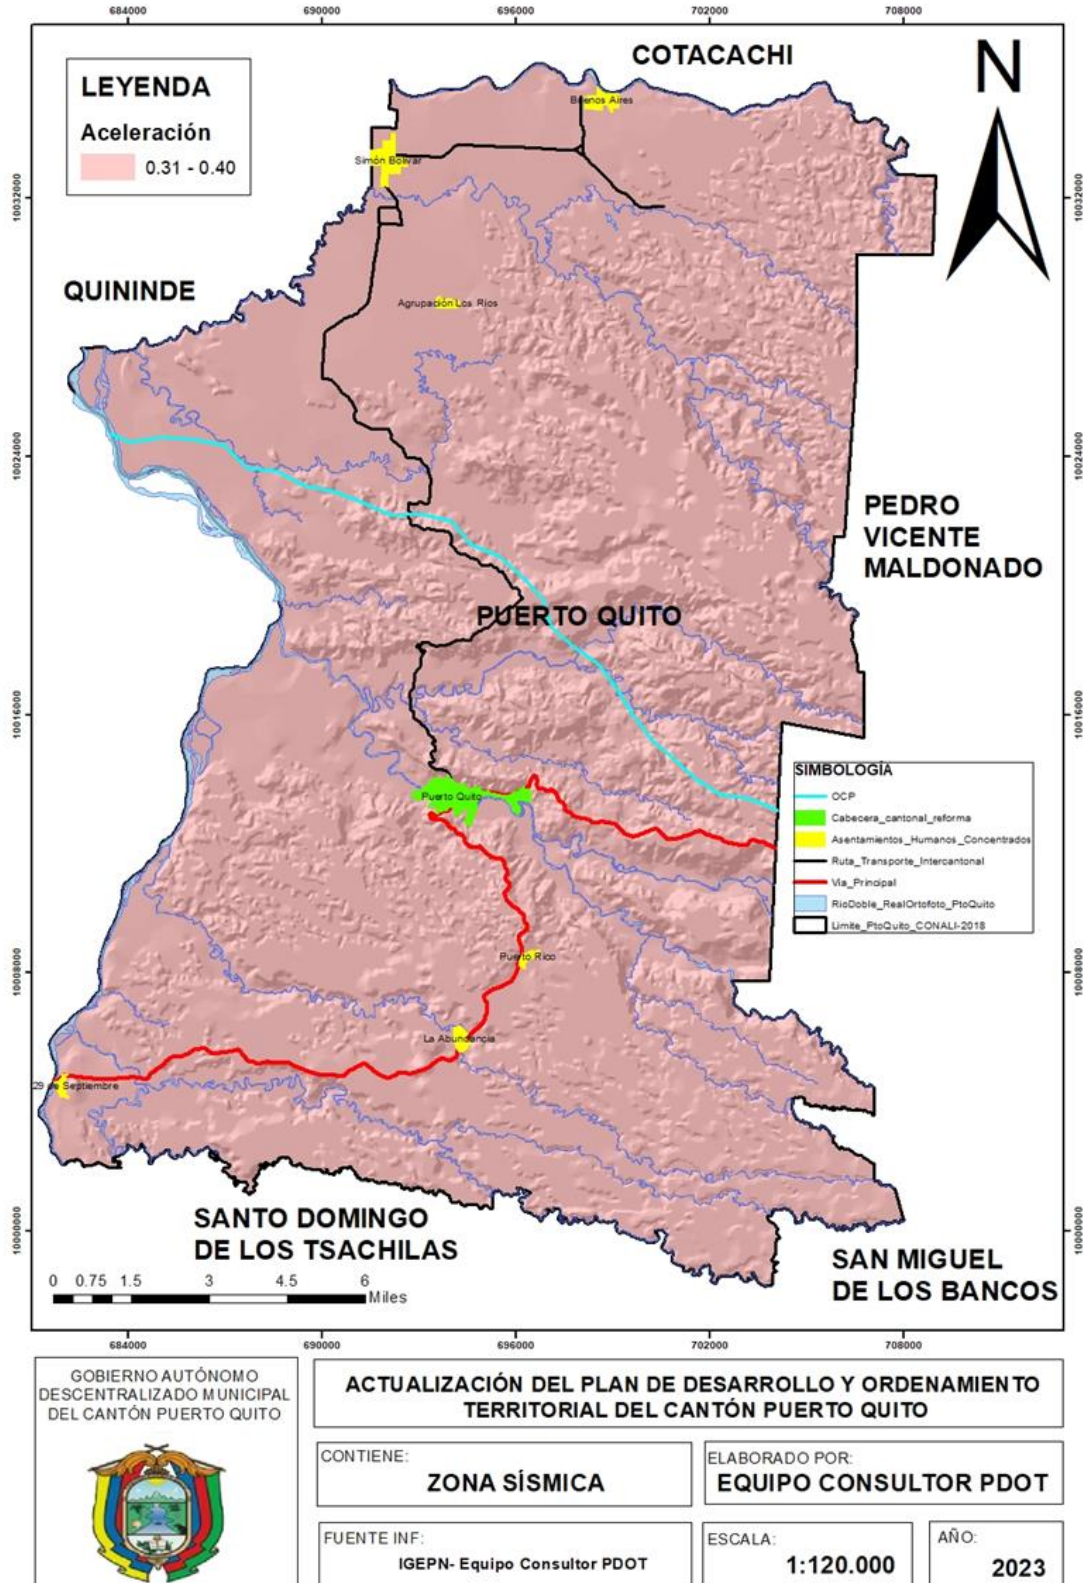 684000 690000 696000 702000 708000
COTACACHI
N
LEYENDA
Aceleración
0.31 - 0.40
Buenos Aires
Simón Bolívar
10032000 10032000
QUININDE
Agrupación Los Ríos
10024000 10024000
PEDRO
VICENTE
MALDONADO
PUERTO QUITO
10016000 10016000
SIMBOLOGÍA
OCP
Cabecera_cantonal_reforma
Asentamientos_Humanos_Concentrados
Ruta_Transporte_Intercantonal
Via_Principal
RioDoble_RealOrtofoto_PtoQuito
Limite_PtoQuito_CONALI-2018
Puerto Quito
Puerto Rico
10008000 10008000
La Abundancia
29 de Septiembre
SANTO DOMINGO
DE LOS TSACHILAS
10000000 10000000
SAN MIGUEL
DE LOS BANCOS
0 0.75 1.5 3 4.5 6
Miles
684000 690000 696000 702000 708000
GOBIERNO AUTÓNOMO
DESCENTRALIZADO MUNICIPAL
DEL CANTÓN PUERTO QUITO
ACTUALIZACIÓN DEL PLAN DE DESARROLLO Y ORDENAMIENTO
TERRITORIAL DEL CANTÓN PUERTO QUITO
CONTIENE:
ZONA SÍSMICA
ELABORADO POR:
EQUIPO CONSULTOR PDOT
FUENTE INF:
IGEPN- Equipo Consultor PDOT
ESCALA:
1:120.000
AÑO:
2023